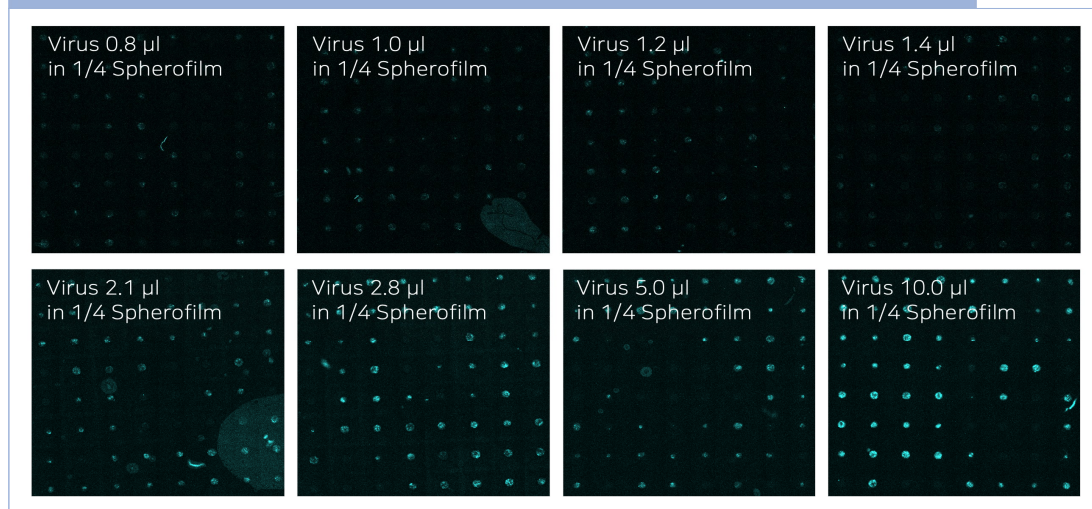 Virus 0.8 µl
in 1/4 Spherofilm
Virus 1.0 µl
in 1/4 Spherofilm
Virus 1.2 µl
in 1/4 Spherofilm
Virus 1.4 µl
in 1/4 Spherofilm
Virus 2.1 µl
in 1/4 Spherofilm
Virus 2.8 µl
in 1/4 Spherofilm
Virus 5.0 µl
in 1/4 Spherofilm
Virus 10.0 µl
in 1/4 Spherofilm